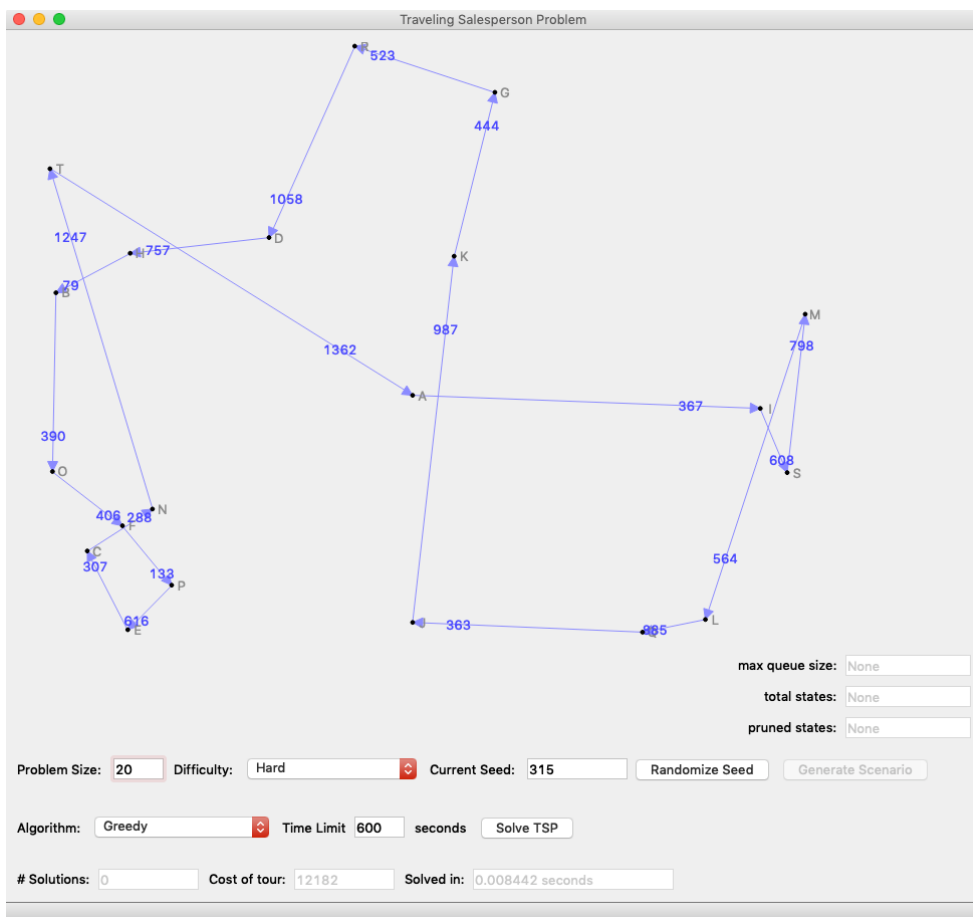 Traveling Salesperson Problem
523
G
444
T
1058
1247
D
757
K
79
B
M
987
798
1362
A
367
I
390
608
O
S
406
288
N
F
C
564
307
133
P
616
E
363
L
max queue size: None
total states: None
pruned states: None
Problem Size: 20 Difficulty: Hard Current Seed: 315 Randomize Seed Generate Scenario
Algorithm: Greedy Time Limit 600 seconds Solve TSP
# Solutions: 0 Cost of tour: 12182 Solved in: 0.008442 seconds